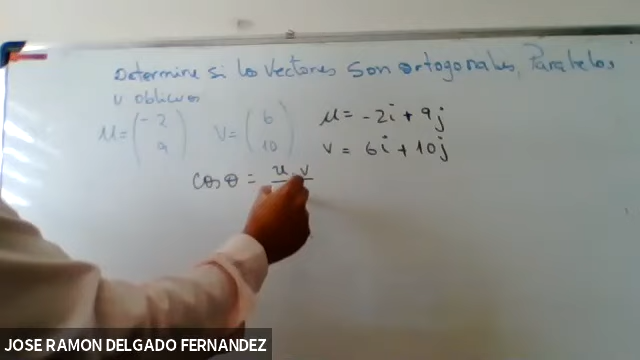 Determine si los vectores son ortogonales, Paralelos
u oblicuos
u = (-2 9) v = (6 10) u = -2i + 9j
v = 6i + 10j
cos θ = u · v
JOSE RAMON DELGADO FERNANDEZ